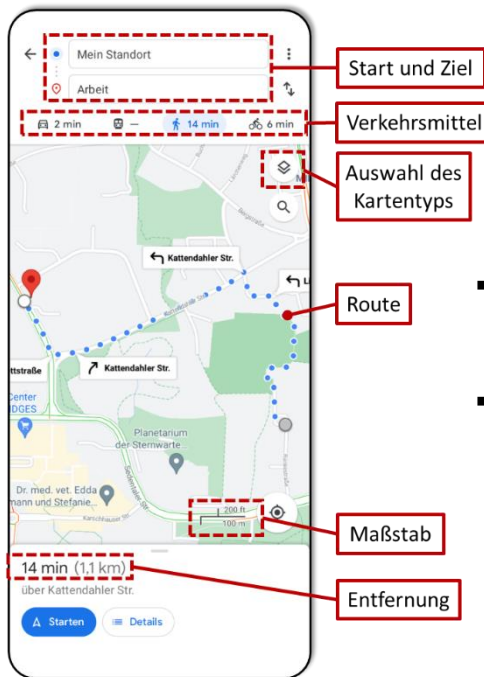 Mein Standort
Arbeit
2 min
—
14 min
6 min
Start und Ziel
Verkehrsmittel
Auswahl des
Kartentyps
Kattendahler Str.
Route
Kattendahler Str.
ttstraße
Center
IDGES
Planetarium
der Sternwarte...
Dr. med. vet. Edda
mann und Stefanie...
200 ft
100 m
Maßstab
14 min (1,1 km)
über Kattendahler Str.
Entfernung
Starten
Details